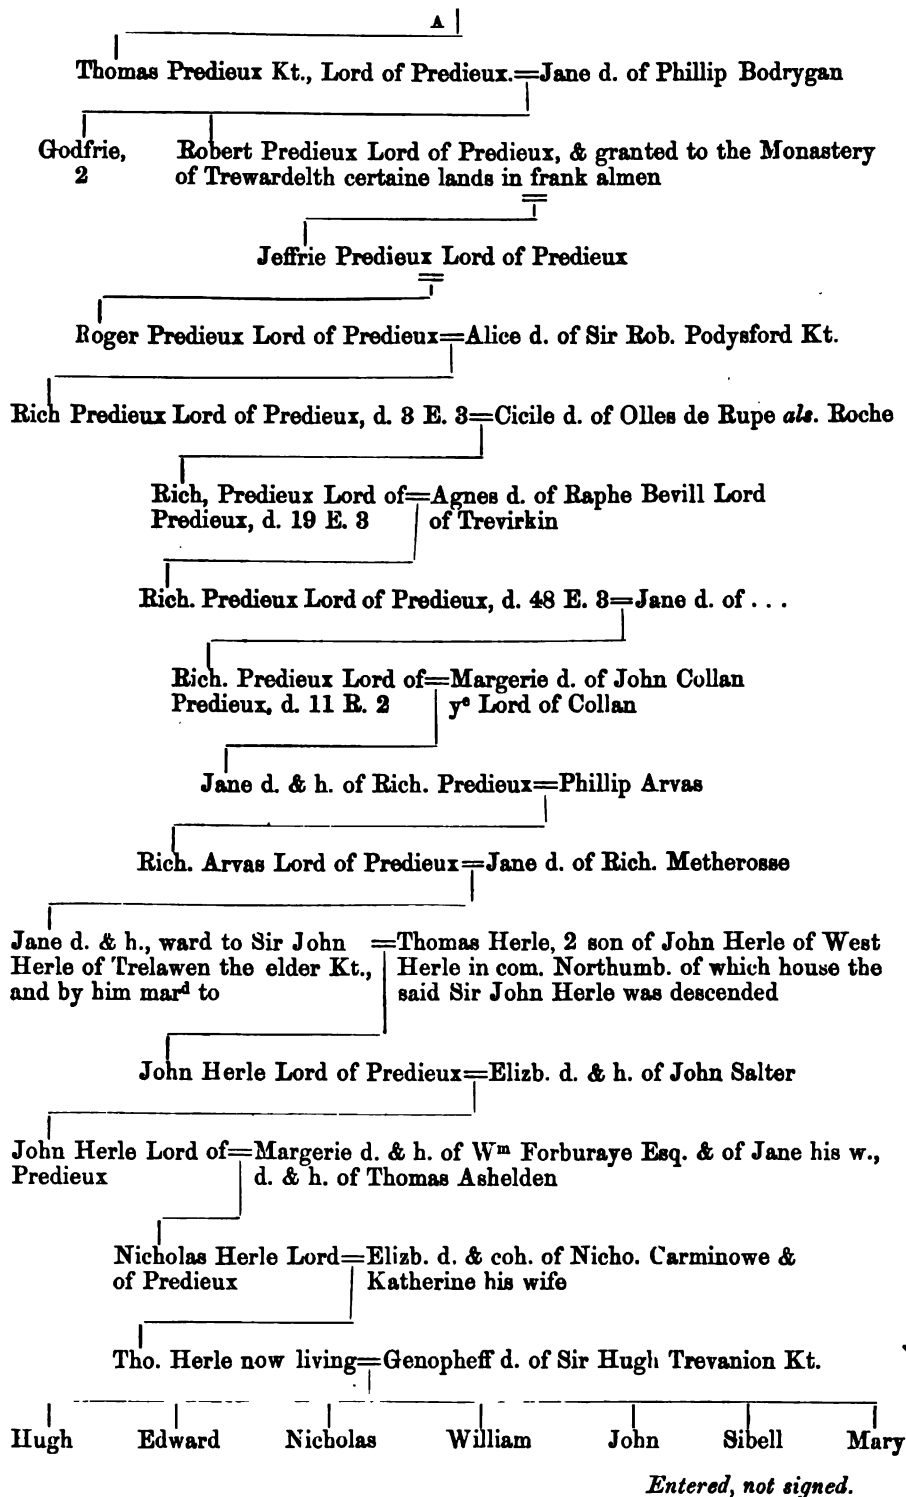 A
Thomas Predieux Kt., Lord of Predieux.=Jane d. of Phillip Bodrygan
Godfrie,
2
Robert Predieux Lord of Predieux, & granted to the Monastery
of Trewardelth certaine lands in frank almen
=
Jeffrie Predieux Lord of Predieux
=
Roger Predieux Lord of Predieux=Alice d. of Sir Rob. Podysford Kt.
Rich Predieux Lord of Predieux, d. 3 E. 3=Cicile d. of Olles de Rupe als. Roche
Rich, Predieux Lord of=Agnes d. of Raphe Bevill Lord
Predieux, d. 19 E. 3 of Trevirkin
Rich. Predieux Lord of Predieux, d. 48 E. 3=Jane d. of . . .
Rich. Predieux Lord of=Margerie d. of John Collan
Predieux, d. 11 R. 2 yᵉ Lord of Collan
Jane d. & h. of Rich. Predieux=Phillip Arvas
Rich. Arvas Lord of Predieux=Jane d. of Rich. Metherosse
Jane d. & h., ward to Sir John =Thomas Herle, 2 son of John Herle of West
Herle of Trelawen the elder Kt., Herle in com. Northumb. of which house the
and by him marᵈ to said Sir John Herle was descended
John Herle Lord of Predieux=Elizb. d. & h. of John Salter
John Herle Lord of=Margerie d. & h. of Wᵐ Forburaye Esq. & of Jane his w.,
Predieux d. & h. of Thomas Ashelden
Nicholas Herle Lord=Elizb. d. & coh. of Nicho. Carminowe &
of Predieux Katherine his wife
Tho. Herle now living=Genopheff d. of Sir Hugh Trevanion Kt.
Hugh Edward Nicholas William John Sibell Mary
Entered, not signed.